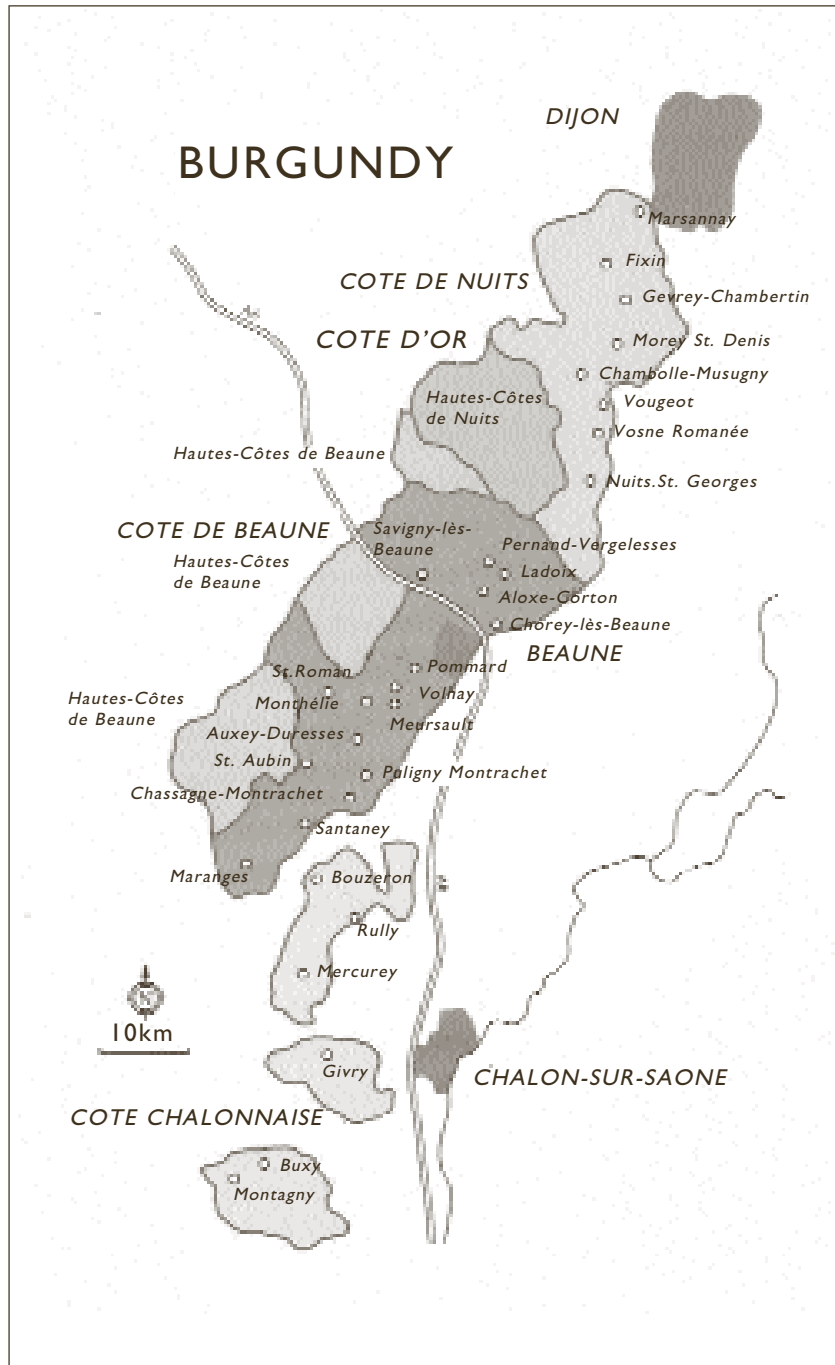 DIJON
BURGUNDY
Marsannay
Fixin
COTE DE NUITS
Gevrey-Chambertin
COTE D'OR
Morey St. Denis
Chambolle-Musugny
Hautes-Côtes
de Nuits
Vougeot
Vosne Romanée
Hautes-Côtes de Beaune
Nuits.St. Georges
COTE DE BEAUNE
Savigny-lès-
Beaune
Pernand-Vergelesses
Hautes-Côtes
de Beaune
Ladoix
Aloxe-Corton
Chorey-lès-Beaune
BEAUNE
Pommard
St.Roman
Volnay
Hautes-Côtes
de Beaune
Monthélie
Meursault
Auxey-Duresses
St. Aubin
Puligny Montrachet
Chassagne-Montrachet
Santaney
Maranges
Bouzeron
Rully
Mercurey
N
10km
Givry
CHALON-SUR-SAONE
COTE CHALONNAISE
Buxy
Montagny